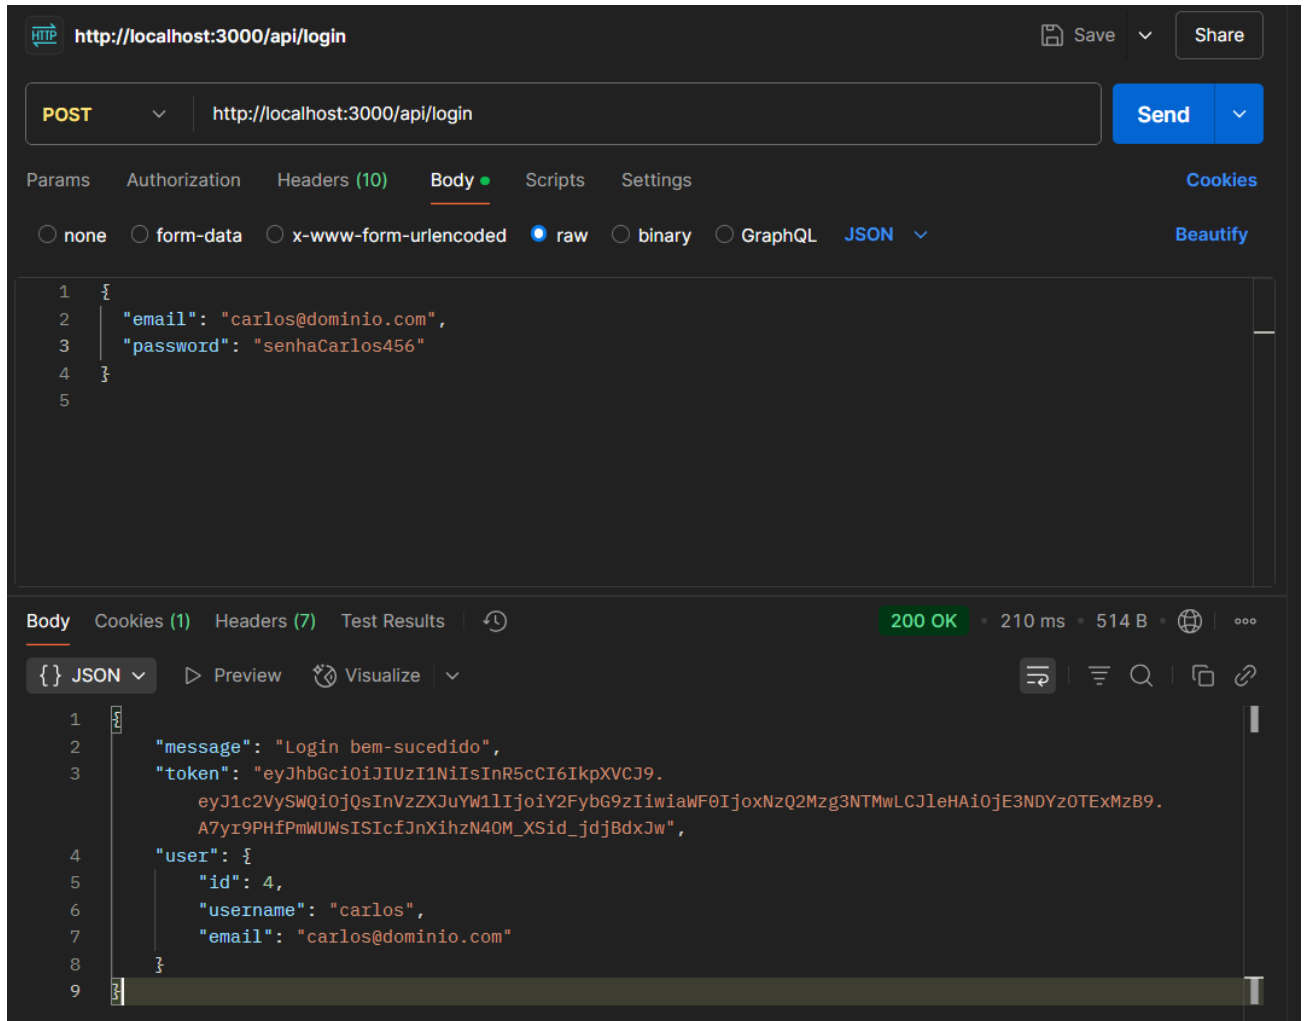 HTTP http://localhost:3000/api/login Save Share
POST http://localhost:3000/api/login Send
Params Authorization Headers (10) Body Scripts Settings Cookies
none form-data x-www-form-urlencoded raw binary GraphQL JSON Beautify
1 {
2 "email": "carlos@dominio.com",
3 "password": "senhaCarlos456"
4 }
5
Body Cookies (1) Headers (7) Test Results 200 OK • 210 ms • 514 B •
{} JSON Preview Visualize
1 {
2 "message": "Login bem-sucedido",
3 "token": "eyJhbGciOiJIUzI1NiIsInR5cCI6IkpXVCJ9.
eyJ1c2VySWQiOjQsInVzZXJuYW1lIjoiY2FybG9zIiwiaWF0IjoxNzQ2Mzg3NTMwLCJleHAiOjE3NDYzOTExMzB9.
A7yr9PHfPmWUWsISIcfJnXihzN4OM_XSid_jdjBdxJw",
4 "user": {
5 "id": 4,
6 "username": "carlos",
7 "email": "carlos@dominio.com"
8 }
9 }